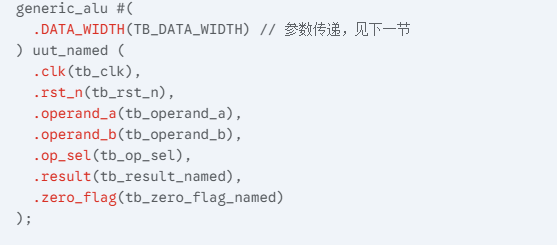 generic_alu #(
  .DATA_WIDTH(TB_DATA_WIDTH) // 参数传递，见下一节
) uut_named (
  .clk(tb_clk),
  .rst_n(tb_rst_n),
  .operand_a(tb_operand_a),
  .operand_b(tb_operand_b),
  .op_sel(tb_op_sel),
  .result(tb_result_named),
  .zero_flag(tb_zero_flag_named)
);